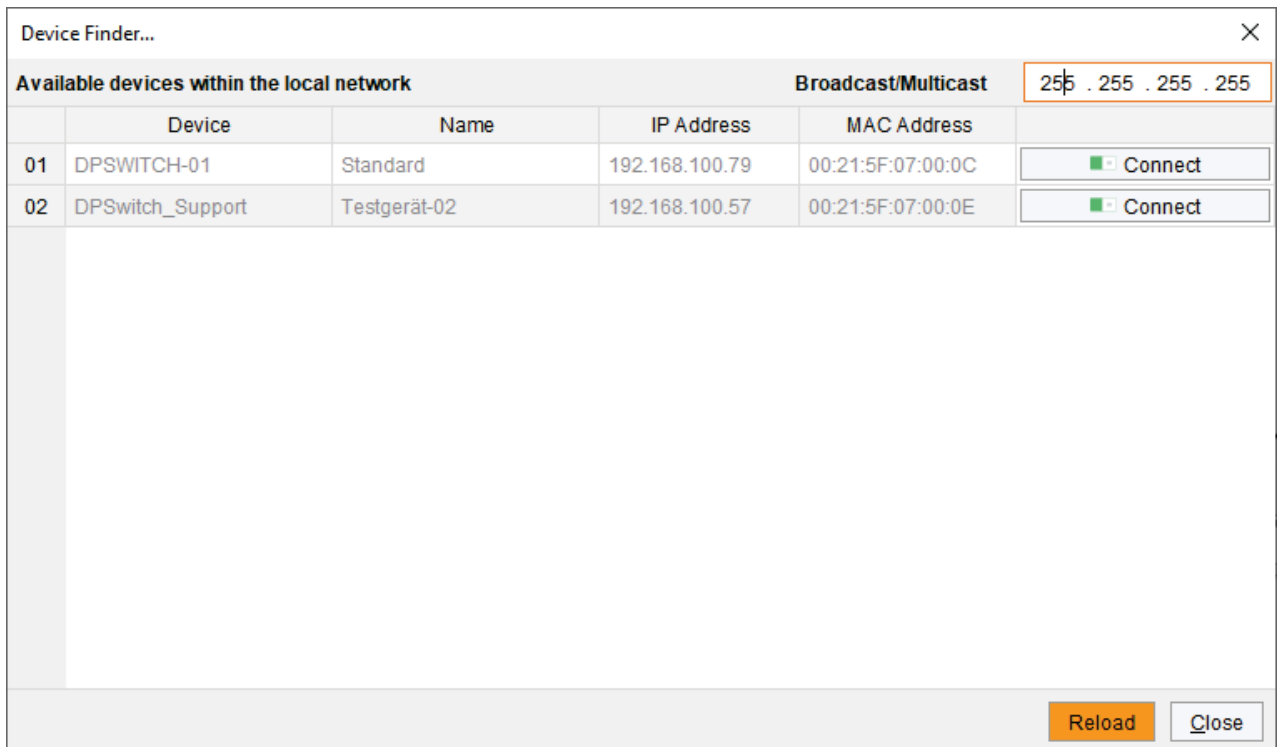 Device Finder...
Available devices within the local network Broadcast/Multicast 255 . 255 . 255 . 255
Device Name IP Address MAC Address
01 DPSWITCH-01 Standard 192.168.100.79 00:21:5F:07:00:0C Connect
02 DPSwitch_Support Testgerät-02 192.168.100.57 00:21:5F:07:00:0E Connect
Reload Close